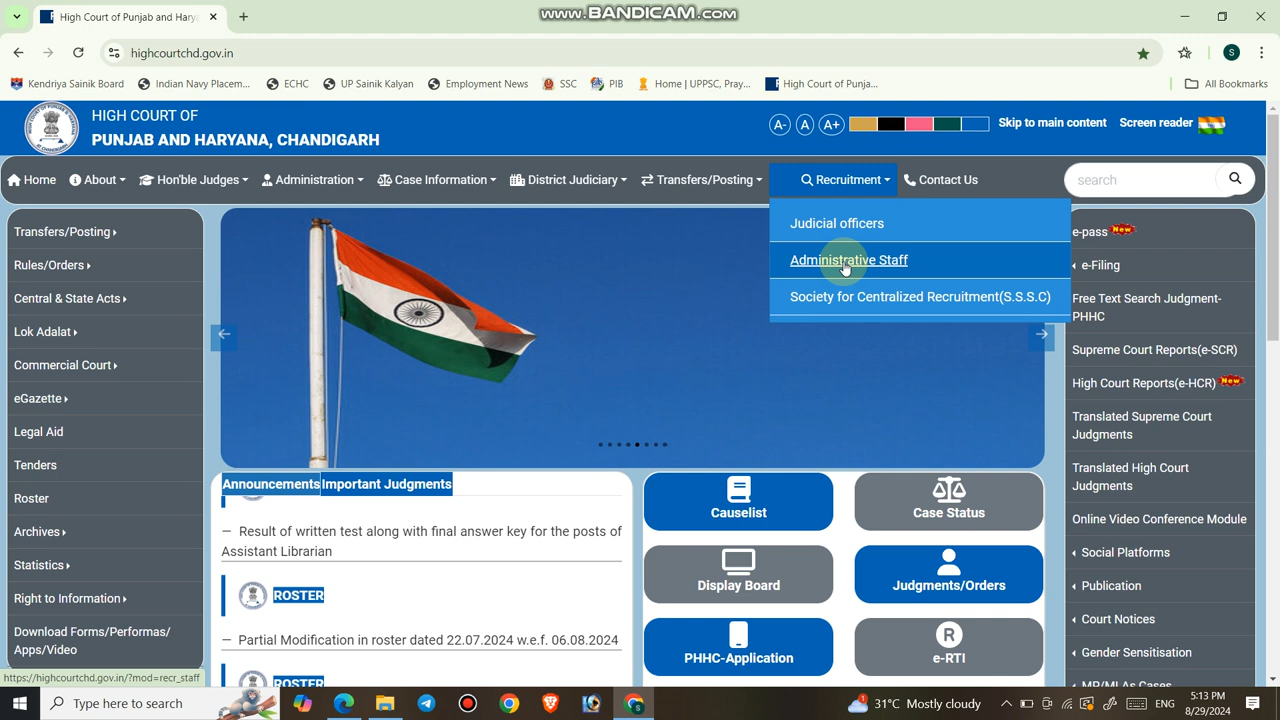 www.BANDICAM.com
High Court of Punjab and Hary
highcourtchd.gov.in
S
Kendriya Sainik Board
Indian Navy Placem...
ECHC
UP Sainik Kalyan
Employment News
SSC
PIB
Home | UPPSC, Pray...
High Court of Punja...
All Bookmarks
HIGH COURT OF
PUNJAB AND HARYANA, CHANDIGARH
A- A A+
Skip to main content
Screen reader
Home
About
Hon'ble Judges
Administration
Case Information
District Judiciary
Transfers/Posting
Recruitment
Contact Us
search
Judicial officers
Administrative Staff
Society for Centralized Recruitment(S.S.S.C)
Transfers/Posting
Rules/Orders
Central & State Acts
Lok Adalat
Commercial Court
eGazette
Legal Aid
Tenders
Roster
Archives
Statistics
Right to Information
Download Forms/Performas/
Apps/Video
Announcements
Important Judgments
— Result of written test along with final answer key for the posts of
Assistant Librarian
ROSTER
— Partial Modification in roster dated 22.07.2024 w.e.f. 06.08.2024
ROSTER
Causelist
Case Status
Display Board
Judgments/Orders
PHHC-Application
R
e-RTI
e-pass New
e-Filing
Free Text Search Judgment-
PHHC
Supreme Court Reports(e-SCR)
High Court Reports(e-HCR) New
Translated Supreme Court
Judgments
Translated High Court
Judgments
Online Video Conference Module
Social Platforms
Publication
Court Notices
Gender Sensitisation
MP/MLAs Cases
https://highcourtchd.gov.in/?mod=recr_staff
Type here to search
31°C Mostly cloudy
ENG
5:13 PM
8/29/2024